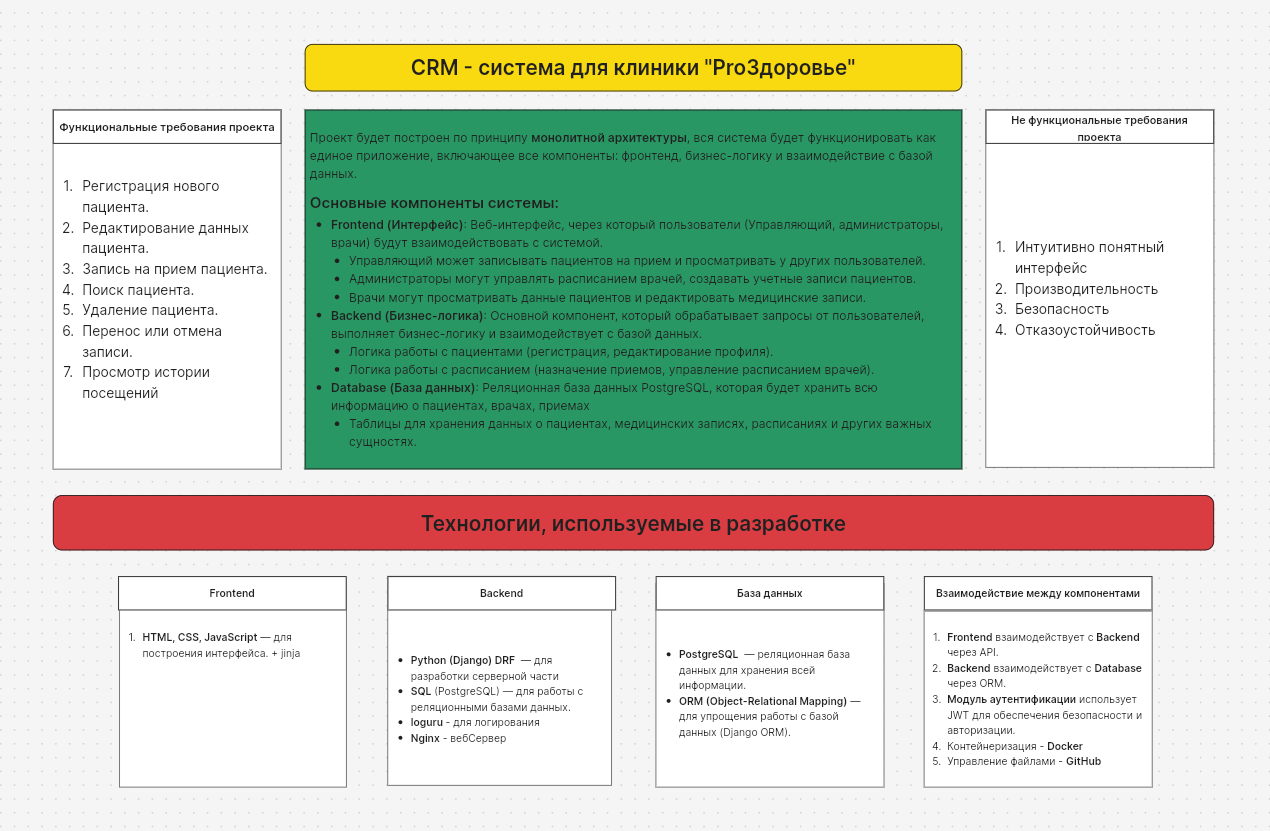 CRM - система для клиники "ProЗдоровье"
Функциональные требования проекта
1. Регистрация нового
пациента.
2. Редактирование данных
пациента.
3. Запись на прием пациента.
4. Поиск пациента.
5. Удаление пациента.
6. Перенос или отмена
записи.
7. Просмотр истории
посещений
Проект будет построен по принципу монолитной архитектуры, вся система будет функционировать как
единое приложение, включающее все компоненты: фронтенд, бизнес-логику и взаимодействие с базой
данных.
Основные компоненты системы:
• Frontend (Интерфейс): Веб-интерфейс, через который пользователи (Управляющий, администраторы,
врачи) будут взаимодействовать с системой.
• Управляющий может записывать пациентов на прием и просматривать у других пользователей.
• Администраторы могут управлять расписанием врачей, создавать учетные записи пациентов.
• Врачи могут просматривать данные пациентов и редактировать медицинские записи.
• Backend (Бизнес-логика): Основной компонент, который обрабатывает запросы от пользователей,
выполняет бизнес-логику и взаимодействует с базой данных.
• Логика работы с пациентами (регистрация, редактирование профиля).
• Логика работы с расписанием (назначение приемов, управление расписанием врачей).
• Database (База данных): Реляционная база данных PostgreSQL, которая будет хранить всю
информацию о пациентах, врачах, приемах
• Таблицы для хранения данных о пациентах, медицинских записях, расписаниях и других важных
сущностях.
Не функциональные требования
проекта
1. Интуитивно понятный
интерфейс
2. Производительность
3. Безопасность
4. Отказоустойчивость
Технологии, используемые в разработке
Frontend
1. HTML, CSS, JavaScript — для
построения интерфейса. + jinja
Backend
• Python (Django) DRF — для
разработки серверной части
• SQL (PostgreSQL) — для работы с
реляционными базами данных.
• loguru - для логирования
• Nginx - вебСервер
База данных
• PostgreSQL — реляционная база
данных для хранения всей
информации.
• ORM (Object-Relational Mapping) —
для упрощения работы с базой
данных (Django ORM).
Взаимодействие между компонентами
1. Frontend взаимодействует с Backend
через API.
2. Backend взаимодействует с Database
через ORM.
3. Модуль аутентификации использует
JWT для обеспечения безопасности и
авторизации.
4. Контейнеризация - Docker
5. Управление файлами - GitHub